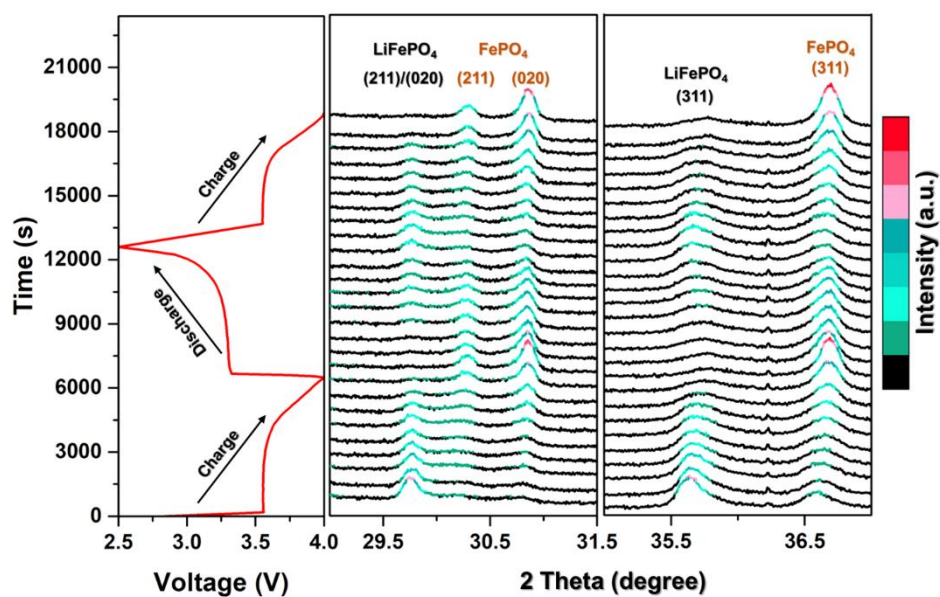 LiFePO₄ FePO₄
(211)/(020) (211) (020)
LiFePO₄
(311)
FePO₄
(311)
Time (s)
21000
18000
15000
12000
9000
6000
3000
0
Charge
Discharge
Charge
2.5 3.0 3.5 4.0
Voltage (V)
29.5 30.5 31.5 35.5 36.5
2 Theta (degree)
Intensity (a.u.)